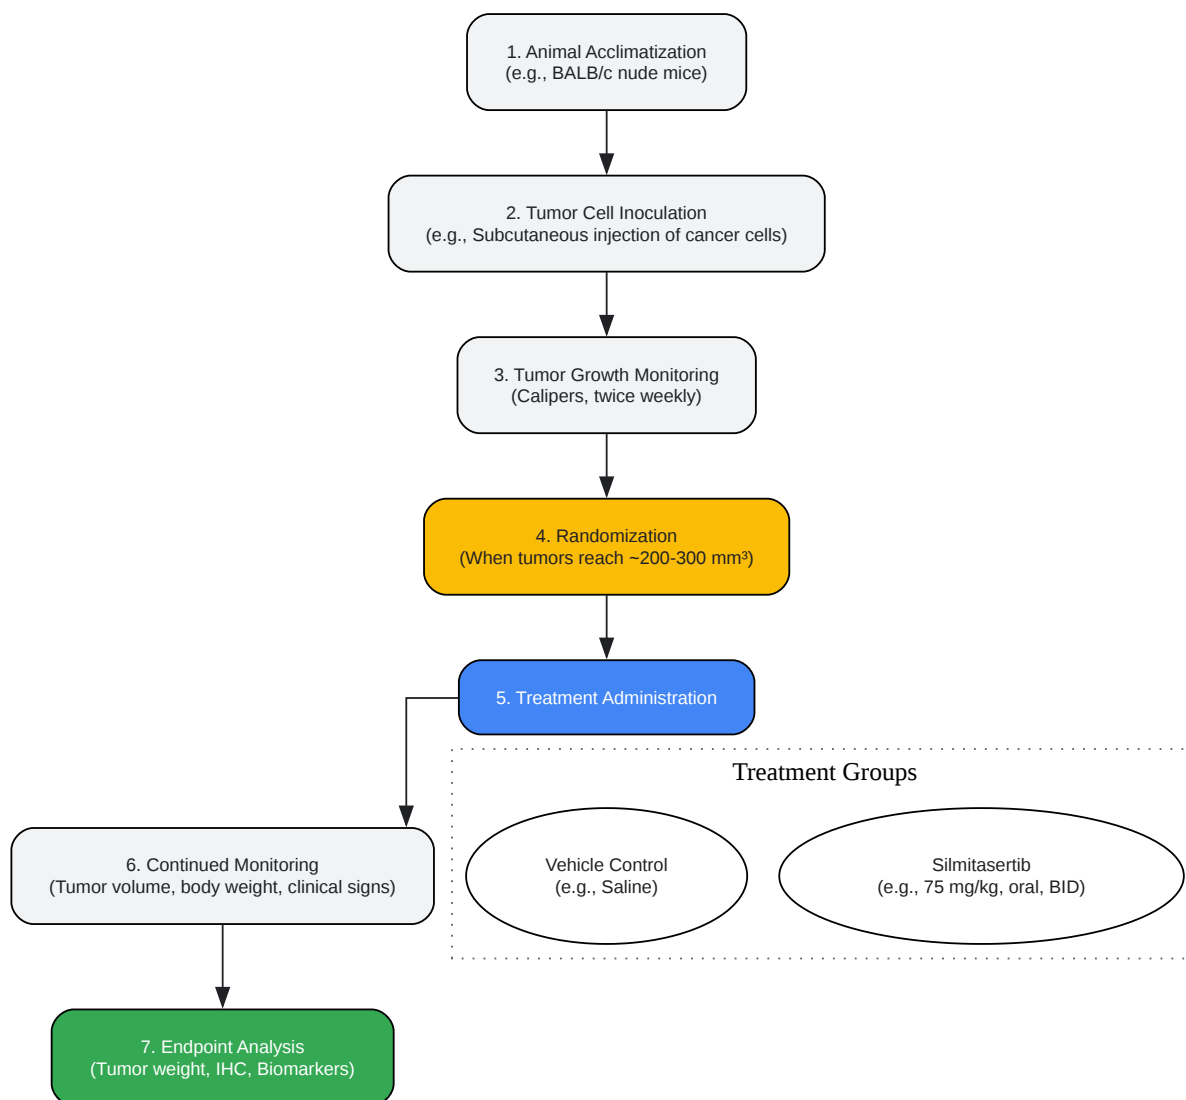 1. Animal Acclimatization
(e.g., BALB/c nude mice)
2. Tumor Cell Inoculation
(e.g., Subcutaneous injection of cancer cells)
3. Tumor Growth Monitoring
(Calipers, twice weekly)
4. Randomization
(When tumors reach ~200-300 mm³)
5. Treatment Administration
Treatment Groups
Vehicle Control
(e.g., Saline)
Silmitasertib
(e.g., 75 mg/kg, oral, BID)
6. Continued Monitoring
(Tumor volume, body weight, clinical signs)
7. Endpoint Analysis
(Tumor weight, IHC, Biomarkers)